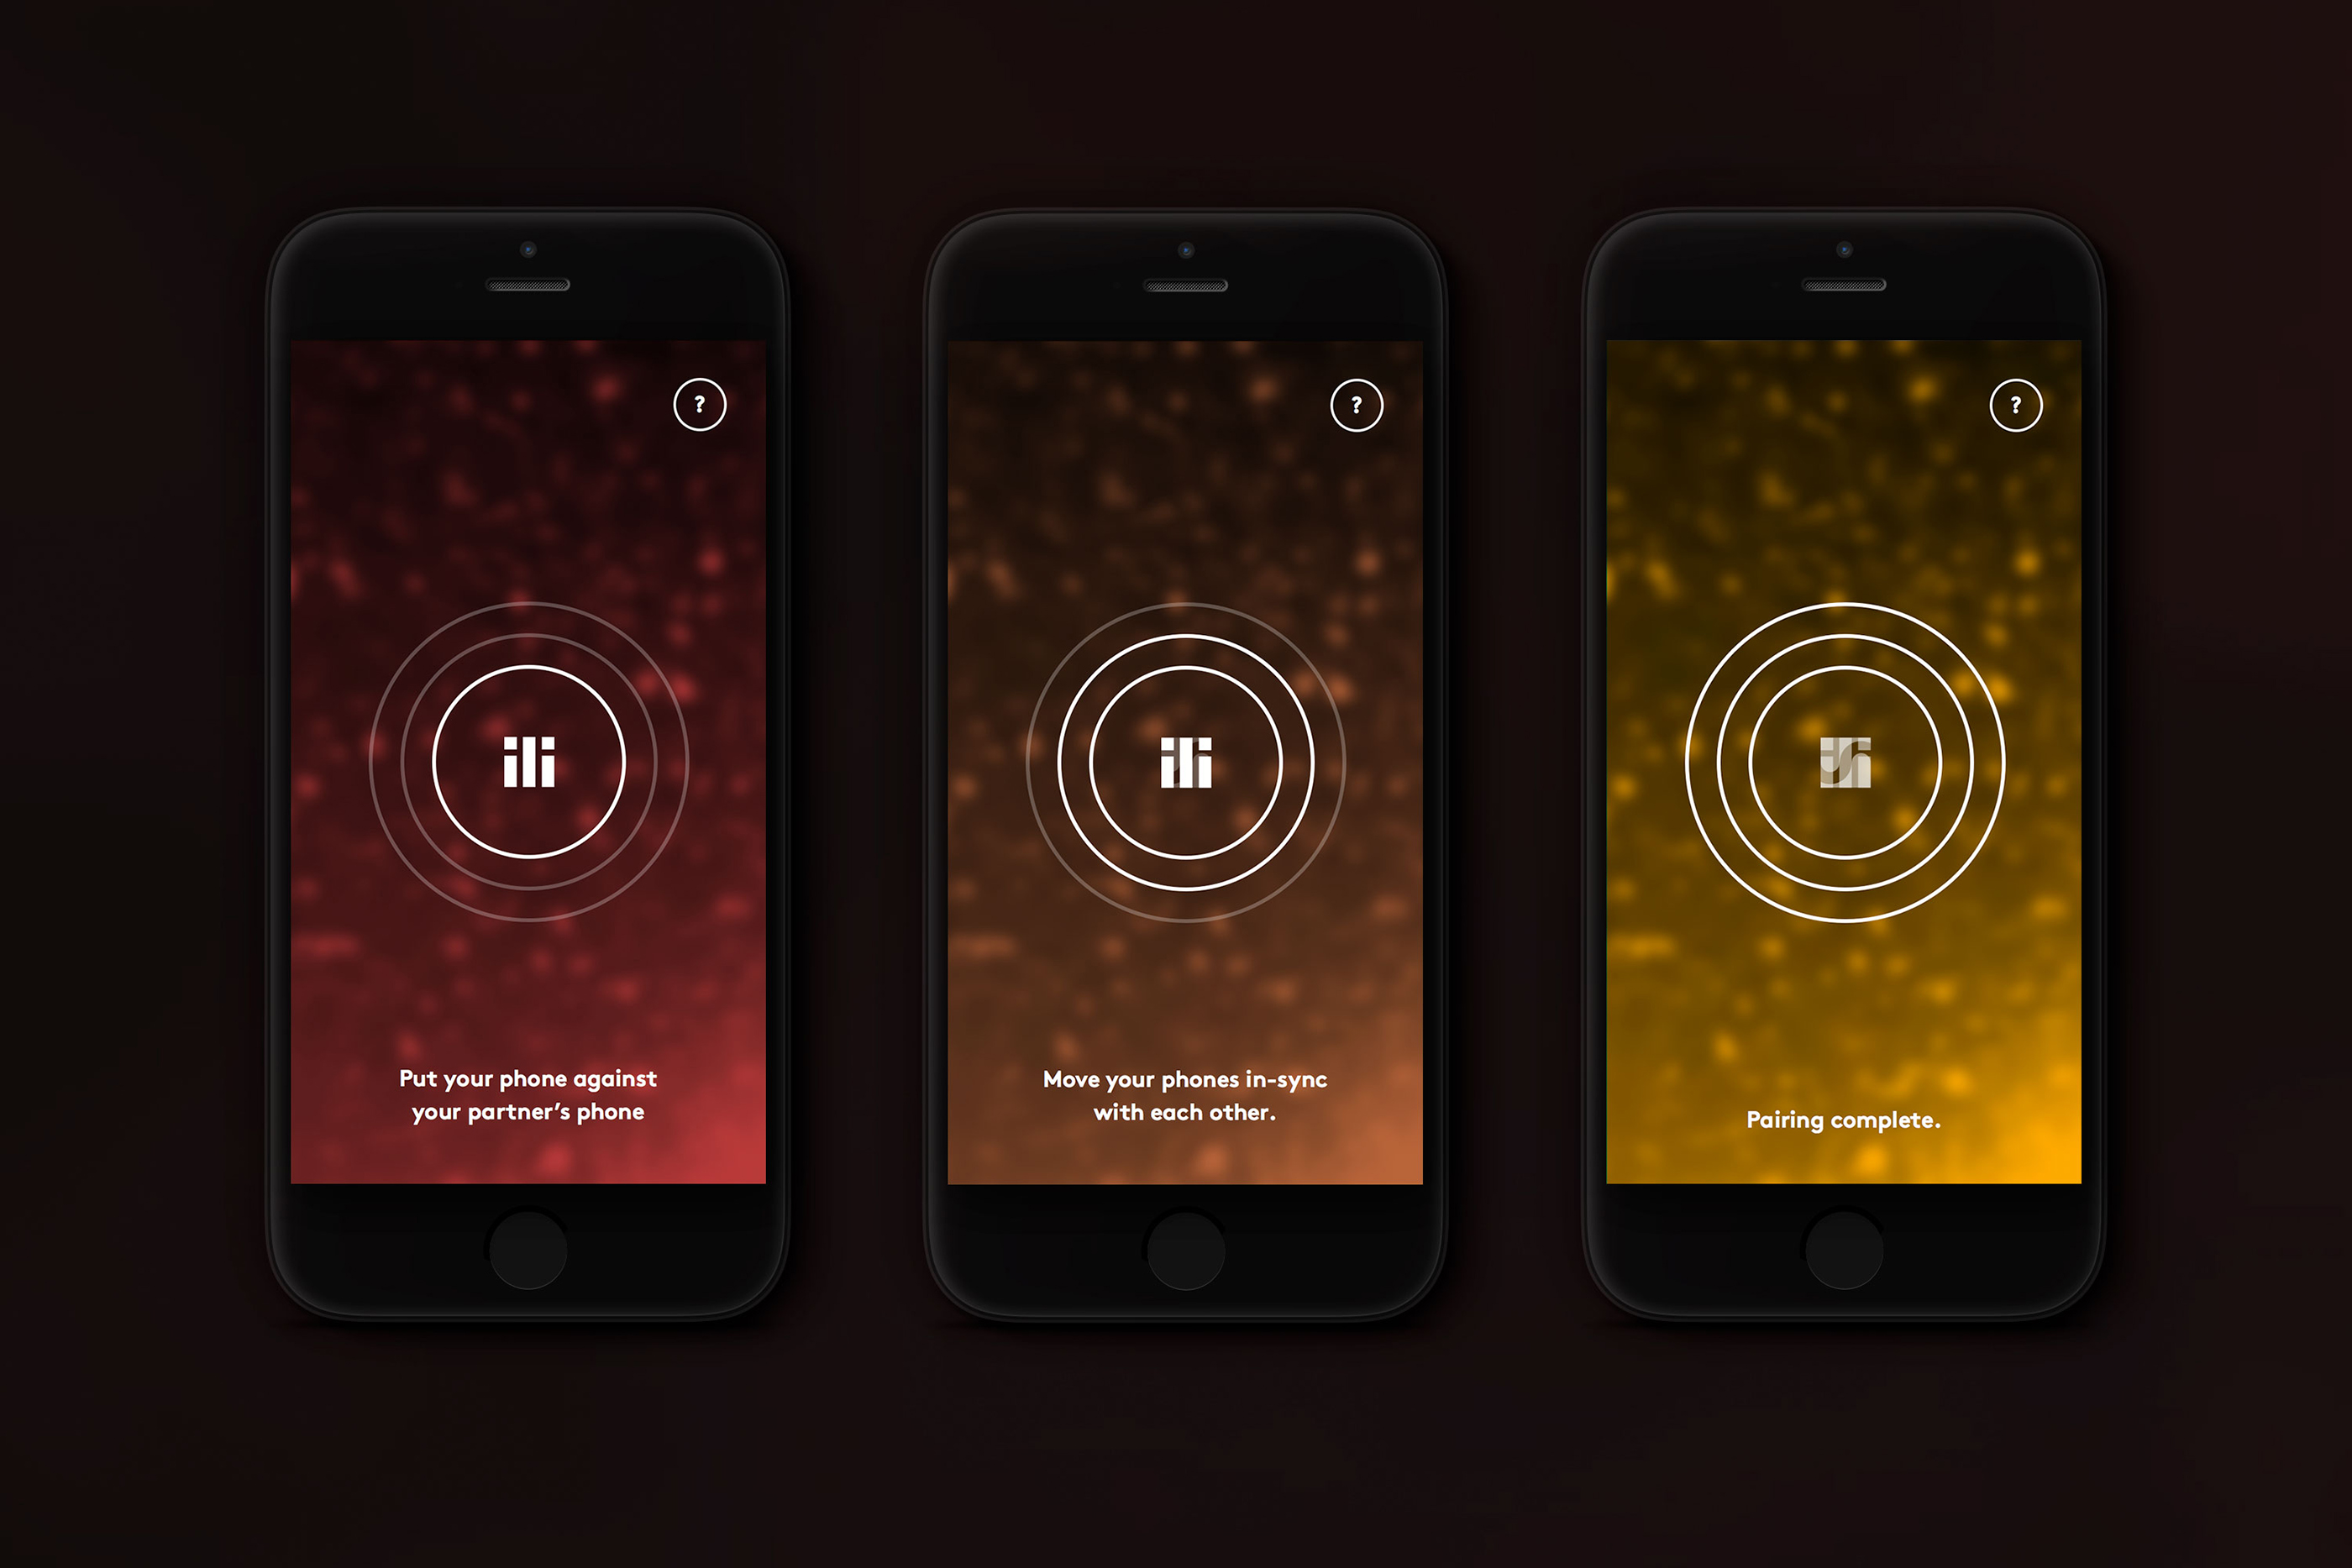 ?
ili
Put your phone against
your partner’s phone
?
ili
Move your phones in-sync
with each other.
?
Pairing complete.